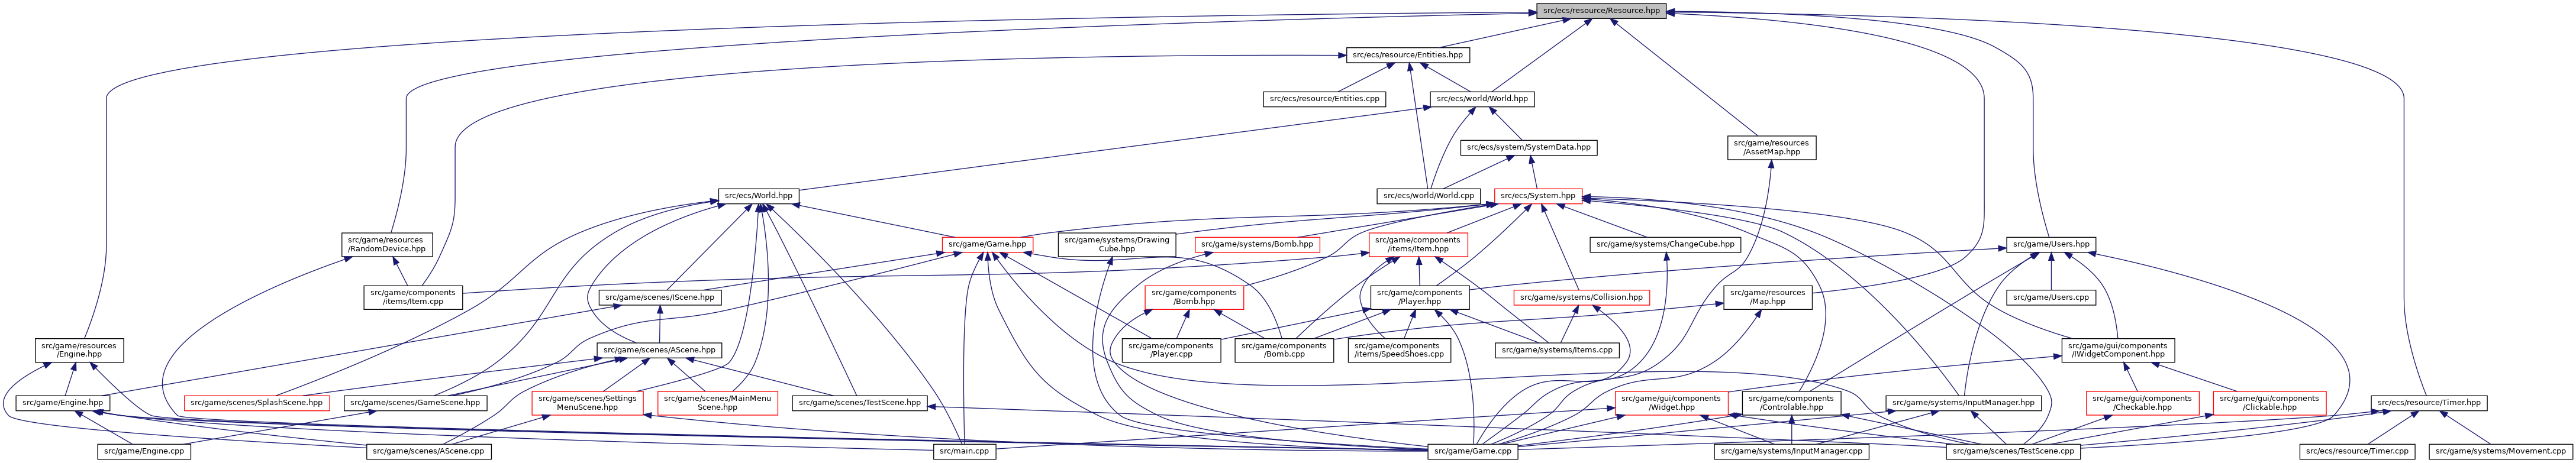 src/ecs/resource/Resource.hpp
src/ecs/resource/Entities.hpp
src/ecs/resource/Entities.cpp
src/ecs/world/World.hpp
src/ecs/system/SystemData.hpp
src/game/resources
/AssetMap.hpp
src/ecs/World.hpp
src/ecs/world/World.cpp
src/ecs/System.hpp
src/game/resources
/RandomDevice.hpp
src/game/Game.hpp
src/game/systems/Drawing
Cube.hpp
src/game/systems/Bomb.hpp
src/game/components
/items/Item.hpp
src/game/systems/ChangeCube.hpp
src/game/Users.hpp
src/game/components
/items/Item.cpp
src/game/scenes/IScene.hpp
src/game/components
/Bomb.hpp
src/game/components
/Player.hpp
src/game/systems/Collision.hpp
src/game/resources
/Map.hpp
src/game/Users.cpp
src/game/resources
/Engine.hpp
src/game/scenes/AScene.hpp
src/game/components
/Player.cpp
src/game/components
/Bomb.cpp
src/game/components
/items/SpeedShoes.cpp
src/game/systems/Items.cpp
src/game/gui/components
/IWidgetComponent.hpp
src/game/Engine.hpp
src/game/scenes/SplashScene.hpp
src/game/scenes/GameScene.hpp
src/game/scenes/Settings
MenuScene.hpp
src/game/scenes/MainMenu
Scene.hpp
src/game/scenes/TestScene.hpp
src/game/gui/components
/Widget.hpp
src/game/components
/Controlable.hpp
src/game/systems/InputManager.hpp
src/game/gui/components
/Checkable.hpp
src/game/gui/components
/Clickable.hpp
src/ecs/resource/Timer.hpp
src/game/Engine.cpp
src/game/scenes/AScene.cpp
src/main.cpp
src/game/Game.cpp
src/game/systems/InputManager.cpp
src/game/scenes/TestScene.cpp
src/ecs/resource/Timer.cpp
src/game/systems/Movement.cpp